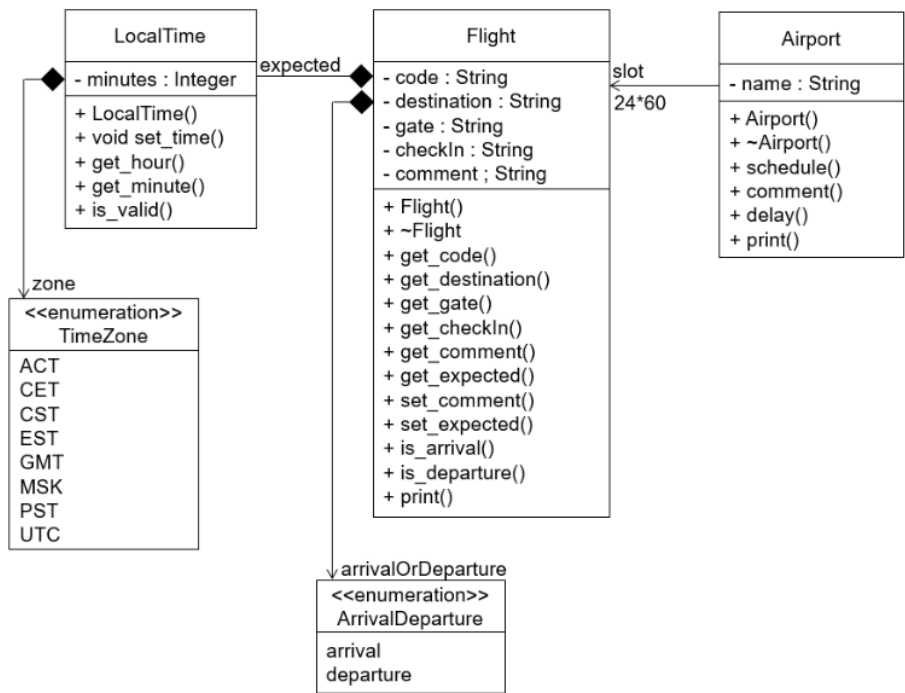 LocalTime
- minutes : Integer
+ LocalTime()
+ void set_time()
+ get_hour()
+ get_minute()
+ is_valid()
expected
Flight
- code : String
- destination : String
- gate : String
- checkIn : String
- comment ; String
+ Flight()
+ ~Flight
+ get_code()
+ get_destination()
+ get_gate()
+ get_checkIn()
+ get_comment()
+ get_expected()
+ set_comment()
+ set_expected()
+ is_arrival()
+ is_departure()
+ print()
slot
24*60
Airport
- name : String
+ Airport()
+ ~Airport()
+ schedule()
+ comment()
+ delay()
+ print()
zone
<<enumeration>>
TimeZone
ACT
CET
CST
EST
GMT
MSK
PST
UTC
arrivalOrDeparture
<<enumeration>>
ArrivalDeparture
arrival
departure